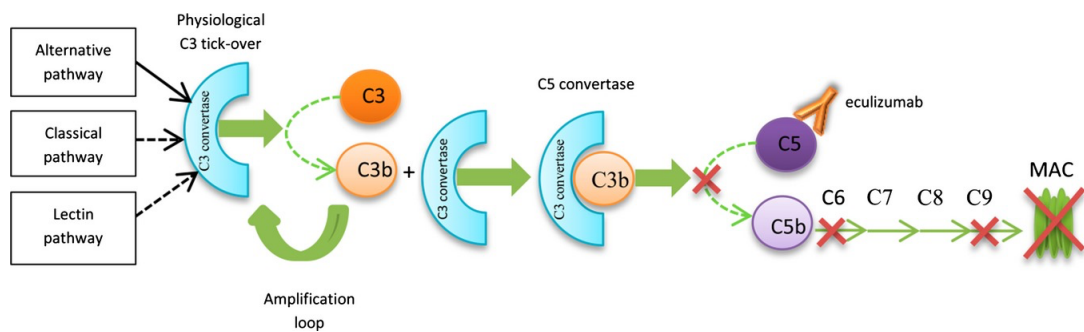 Alternative
pathway
Classical
pathway
Lectin
pathway
Physiological
C3 tick-over
C3 convertase
C3
C3b
+
Amplification
loop
C3 convertase
C5 convertase
C3 convertase
C3b
eculizumab
C5
C5b
C6 C7 C8 C9
MAC